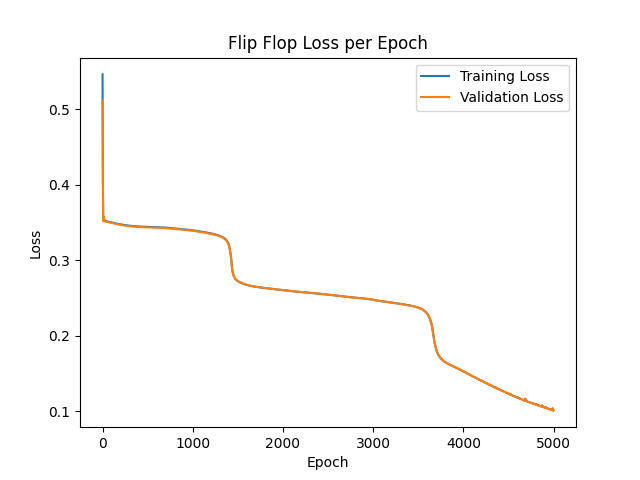 Flip Flop Loss per Epoch
Training Loss
Validation Loss
0.5
0.4
0.3
0.2
0.1
Loss
0 1000 2000 3000 4000 5000
Epoch